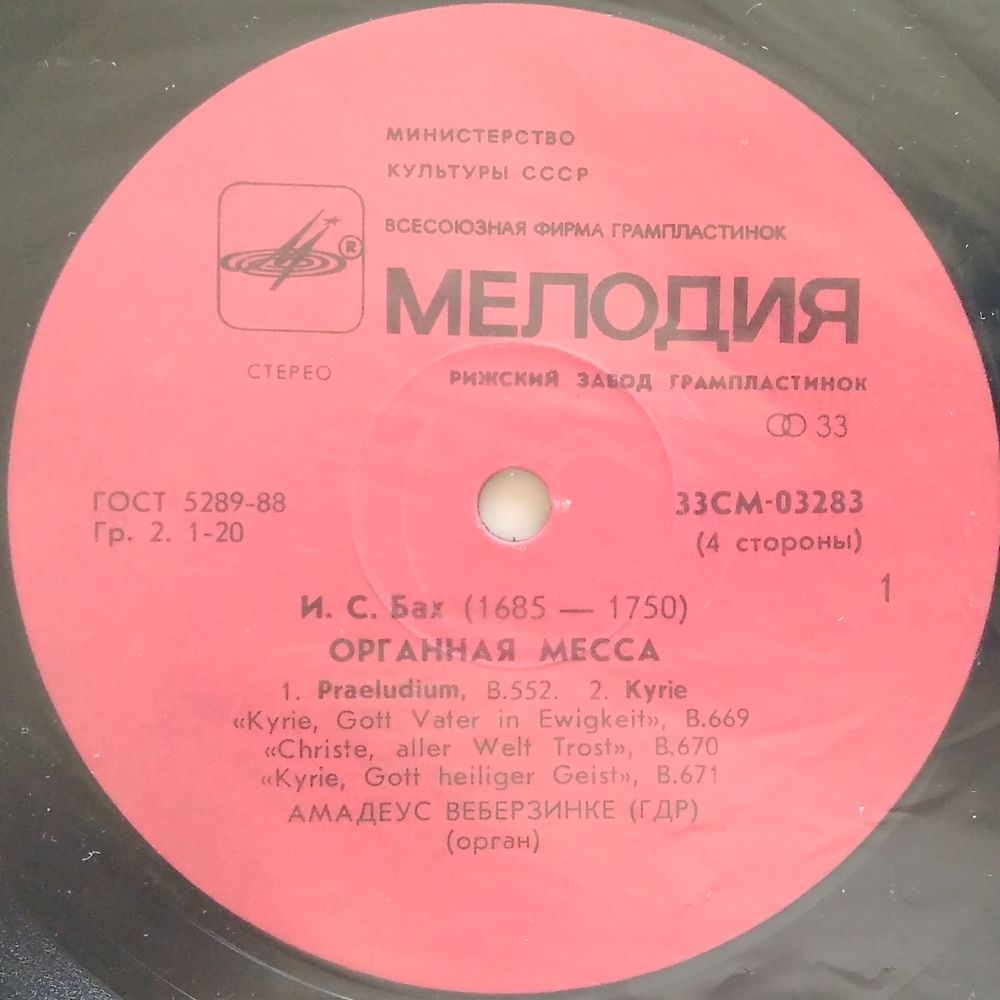 МИНИСТЕРСТВО
КУЛЬТУРЫ СССР
ВСЕСОЮЗНАЯ ФИРМА ГРАМПЛАСТИНОК
®
МЕЛОДИЯ
СТЕРЕО
РИЖСКИЙ ЗАВОД ГРАМПЛАСТИНОК
33
ГОСТ 5289-88
Гр. 2. 1-20
33СМ-03283
(4 стороны)
1
И. С. Бах (1685 — 1750)
ОРГАННАЯ МЕССА
1. Praeludium, B.552. 2. Kyrie
«Kyrie, Gott Vater in Ewigkeit», B.669
«Christe, aller Welt Trost», B.670
«Kyrie, Gott heiliger Geist», B.671
АМАДЕУС ВЕБЕРЗИНКЕ (ГДР)
(орган)